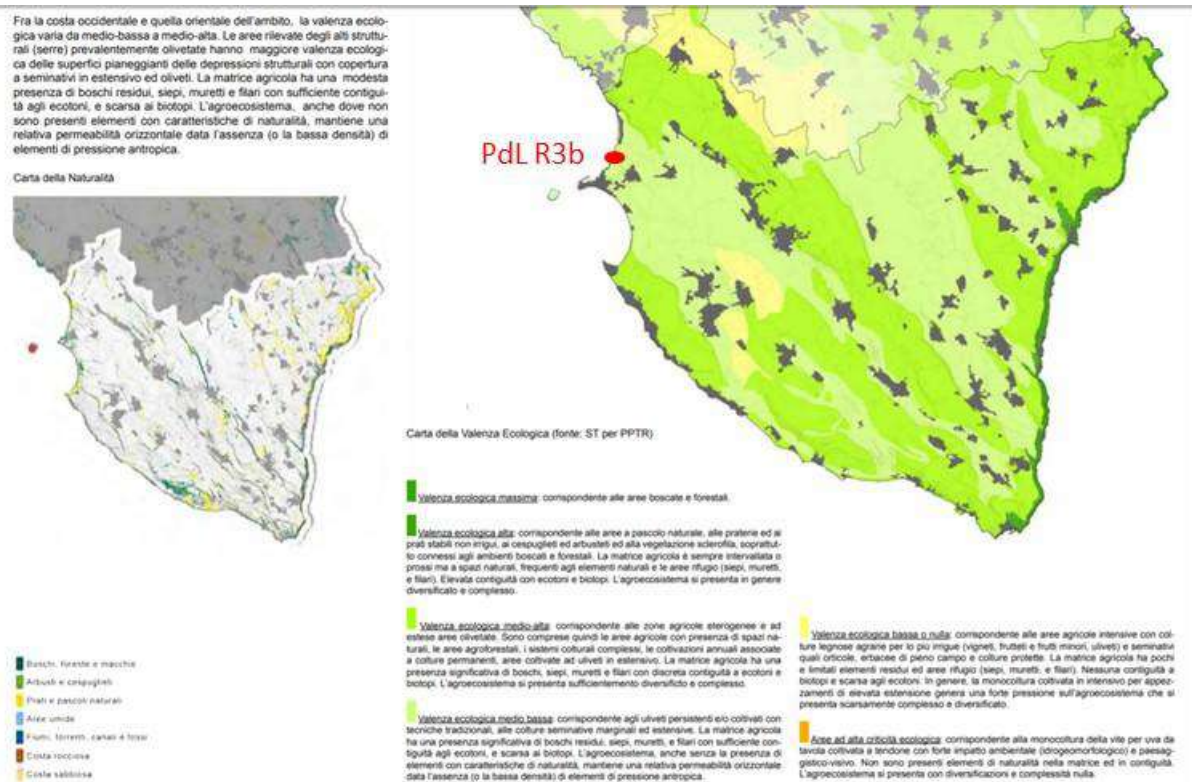 Fra la costa occidentale e quella orientale dell'ambito, la valenza ecolo-
gica varia da medio-bassa a medio-alta. Le aree rilevate degli alti struttu-
rali (serre) prevalentemente olivetate hanno maggiore valenza ecologi-
ca delle superfici pianeggianti delle depressioni strutturali con copertura
a seminativi in estensivo ed oliveti. La matrice agricola ha una modesta
presenza di boschi residui, siepi, muretti e filari con sufficiente contigui-
tà agli ecotoni, e scarsa ai biotopi. L'agroecosistema, anche dove non
sono presenti elementi con caratteristiche di naturalità, mantiene una
relativa permeabilità orizzontale data l'assenza (o la bassa densità) di
elementi di pressione antropica.
Carta della Naturalità
PdL R3b
Boschi, foreste e macchie
Arbusti e cespuglieti
Prati e pascoli naturali
Aree umide
Fiumi, torrenti, canali e fossi
Costa rocciosa
Costa sabbiosa
Carta della Valenza Ecologica (fonte: ST per PPTR)
Valenza ecologica massima: corrispondente alle aree boscate e forestali.
Valenza ecologica alta: corrispondente alle aree a pascolo naturale, alle praterie ed ai
prati stabili non irrigui, ai cespuglieti ed arbusteti ed alla vegetazione sclerofila, soprattut-
to connessi agli ambienti boscati e forestali. La matrice agricola è sempre intervallata o
prossi ma a spazi naturali, frequenti agli elementi naturali e le aree rifugio (siepi, muretti,
e filari). Elevata contiguità con ecotoni e biotopi. L'agroecosistema si presenta in genere
diversificato e complesso.
Valenza ecologica medio-alta: corrispondente alle zone agricole eterogenee e ad
estese aree olivetate. Sono comprese quindi le aree agricole con presenza di spazi na-
turali, le aree agroforestali, i sistemi colturali complessi, le coltivazioni annuali associate
a colture permanenti, aree coltivate ad uliveti in estensivo. La matrice agricola ha una
presenza significativa di boschi, siepi, muretti e filari con discreta contiguità a ecotoni e
biotopi. L'agroecosistema si presenta sufficientemento diversificto e complesso.
Valenza ecologica medio bassa: corrispondente agli uliveti persistenti e/o coltivati con
tecniche tradizionali, alle colture seminative marginali ed estensive. La matrice agricola
ha una presenza significativa di boschi residui, siepi, muretti, e filari con sufficiente con-
tiguità agli ecotoni, e scarsa ai biotopi. L'agroecosistema, anche senza la presenza di
elementi con caratteristiche di naturalità, mantiene una relativa permeabilità orizzontale
data l'assenza (o la bassa densità) di elementi di pressione antropica.
Valenza ecologica bassa o nulla: corrispondente alle aree agricole intensive con col-
ture legnose agrarie per lo più irrigue (vigneti, frutteti e frutti minori, uliveti) e seminativi
quali orticole, erbacee di pieno campo e colture protette. La matrice agricola ha pochi
e limitati elementi residui ed aree rifugio (siepi, muretti, e filari). Nessuna contiguità a
biotopi e scarsa agli ecotoni. In genere, la monocoltura coltivata in intensivo per appez-
zamenti di elevata estensione genera una forte pressione sull'agroecosistema che si
presenta scarsamente complesso e diversificato.
Aree ad alta criticità ecologica: corrispondente alla monocoltura della vite per uva da
tavola coltivata a tendone con forte impatto ambientale (idrogeomorfologico) e paesag-
gistico-visivo. Non sono presenti elementi di naturalità nella matrice ed in contiguità.
L'agroecosistema si presenta con diversificazioni e complessità nulla.